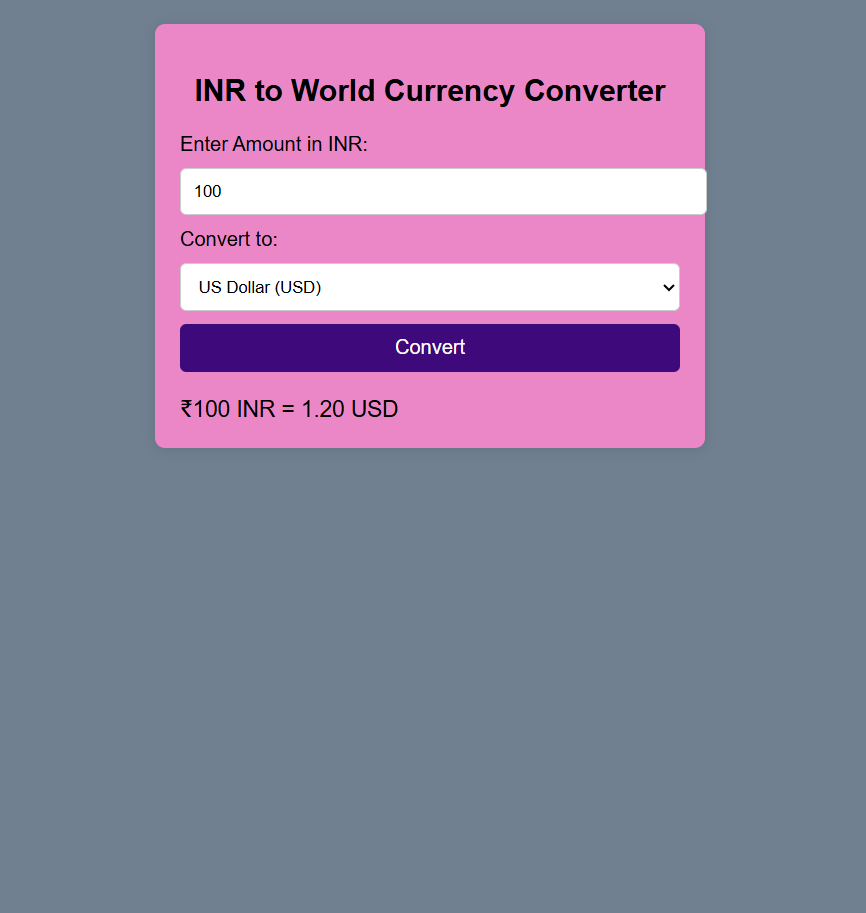 INR to World Currency Converter
Enter Amount in INR:
100
Convert to:
US Dollar (USD)
Convert
₹100 INR = 1.20 USD